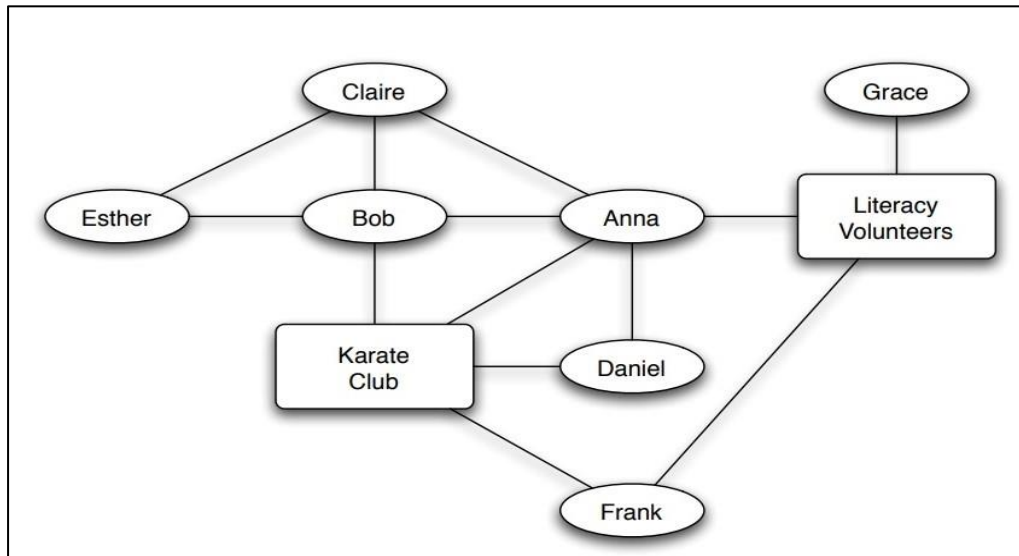 Claire
Grace
Esther
Bob
Anna
Literacy
Volunteers
Karate
Club
Daniel
Frank